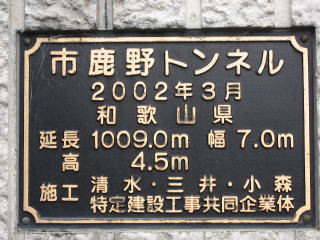 市鹿野トンネル
2002年3月
和歌山県
延長 1009.0m 幅 7.0m
高 4.5m
施工 清水・三井・小森
特定建設工事共同企業体